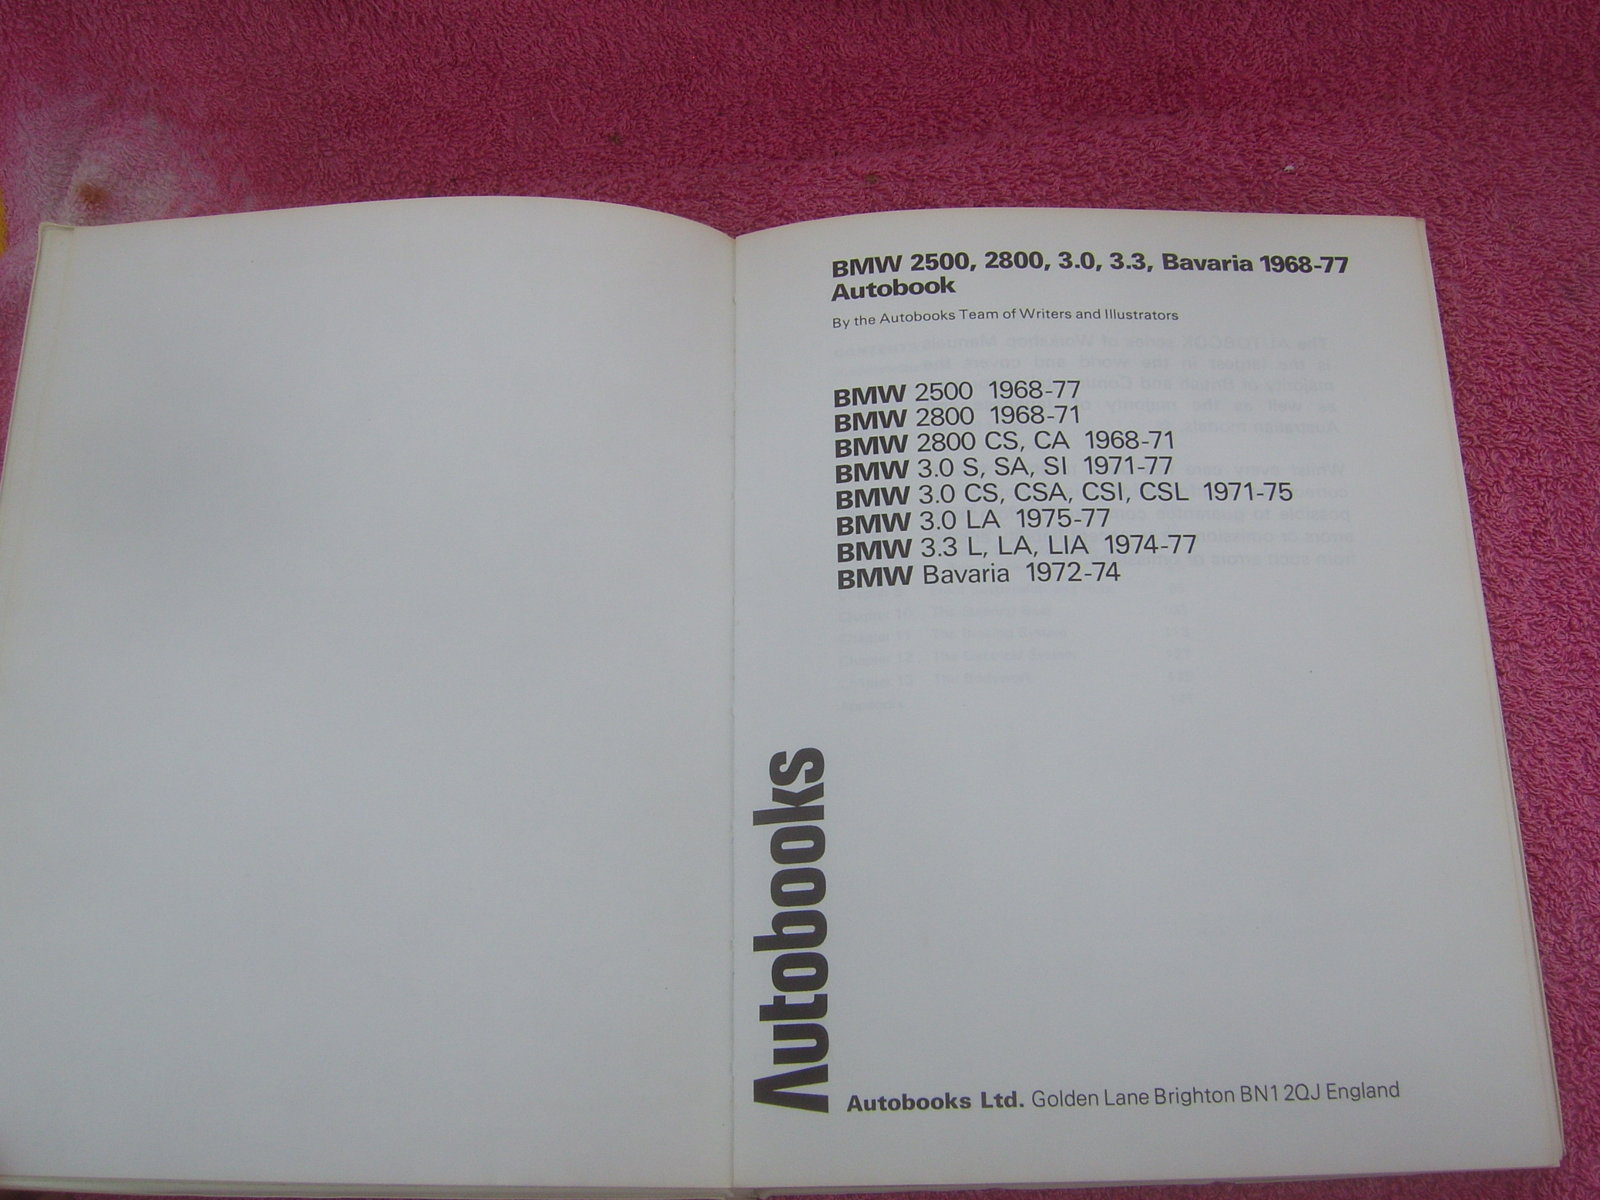 BMW 2500, 2800, 3.0, 3.3, Bavaria 1968-77
Autobook
By the Autobooks Team of Writers and Illustrators
BMW 2500 1968-77
BMW 2800 1968-71
BMW 2800 CS, CA 1968-71
BMW 3.0 S, SA, SI 1971-77
BMW 3.0 CS, CSA, CSI, CSL 1971-75
BMW 3.0 LA 1975-77
BMW 3.3 L, LA, LIA 1974-77
BMW Bavaria 1972-74
Autobooks
Autobooks Ltd. Golden Lane Brighton BN1 2QJ England